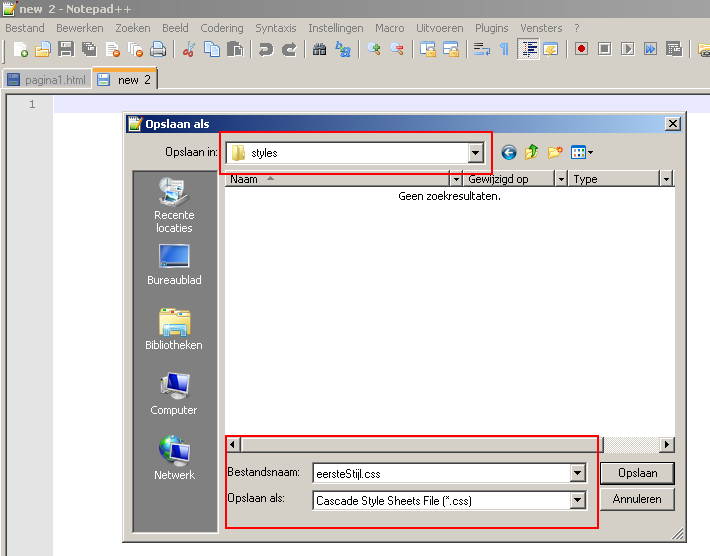 new 2 - Notepad++
Bestand Bewerken Zoeken Beeld Codering Syntaxis Instellingen Macro Uitvoeren Plugins Vensters ?
pagina1.html new 2
1
Opslaan als
Opslaan in: styles
Naam Gewijzigd op Type
Geen zoekresultaten.
Recente
locaties
Bureaublad
Bibliotheken
Computer
Netwerk
Bestandsnaam: eersteStijl.css Opslaan
Opslaan als: Cascade Style Sheets File (*.css) Annuleren